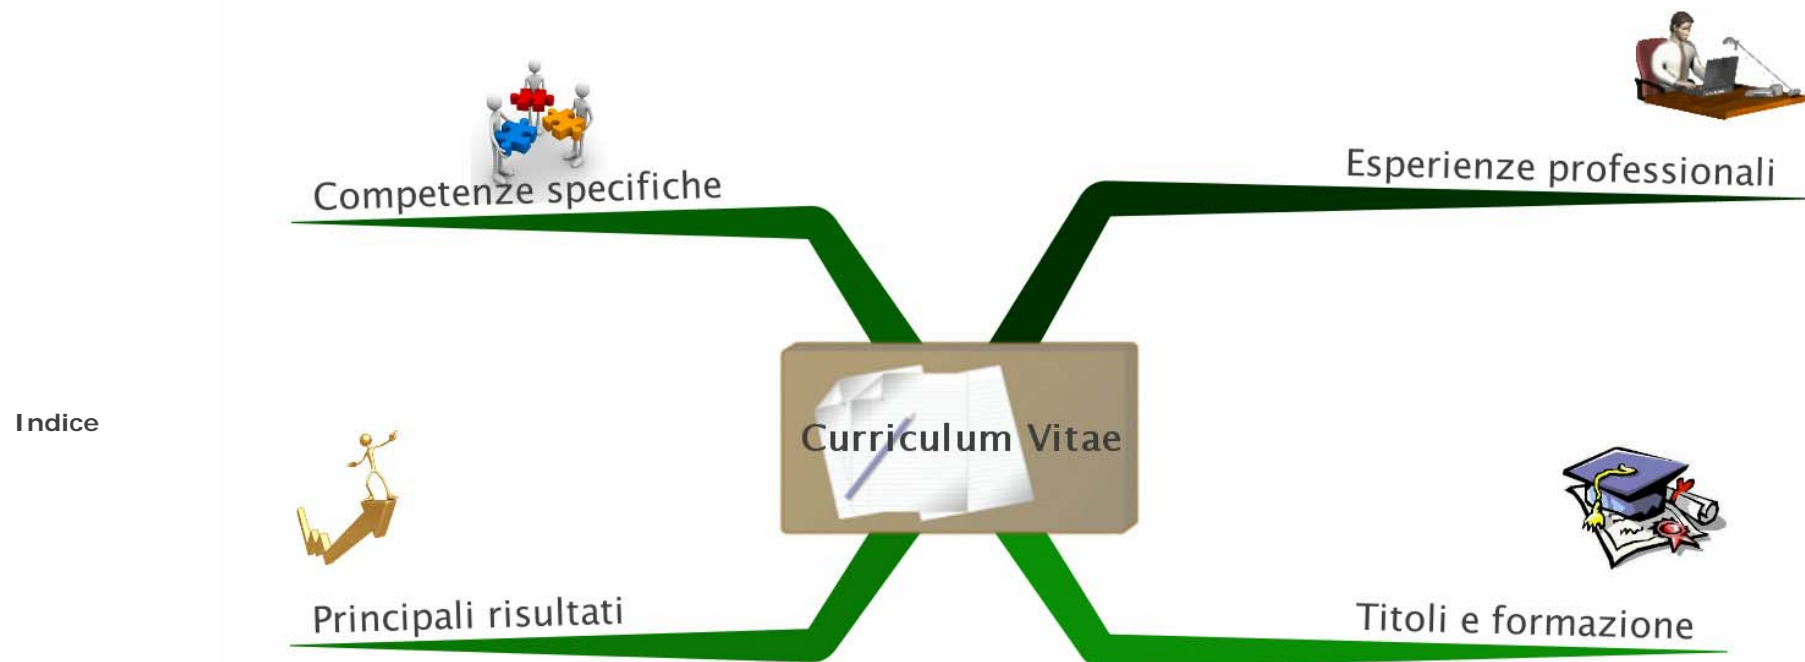 Esperienze professionali
Competenze specifiche
Indice
Curriculum Vitae
Principali risultati
Titoli e formazione